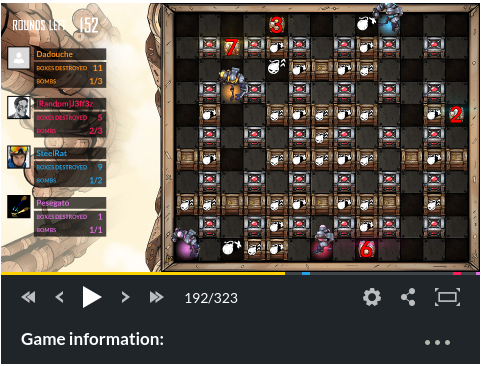 ROUNDS LEFT 152
Dadouche
BOXES DESTROYED 11
BOMBS 1/3
[Random]J3ff3r
BOXES DESTROYED 5
BOMBS 2/3
SteelRat
BOXES DESTROYED 9
BOMBS 1/2
Pesegato
BOXES DESTROYED 1
BOMBS 1/1
3
7
2
6
192/323
Game information: